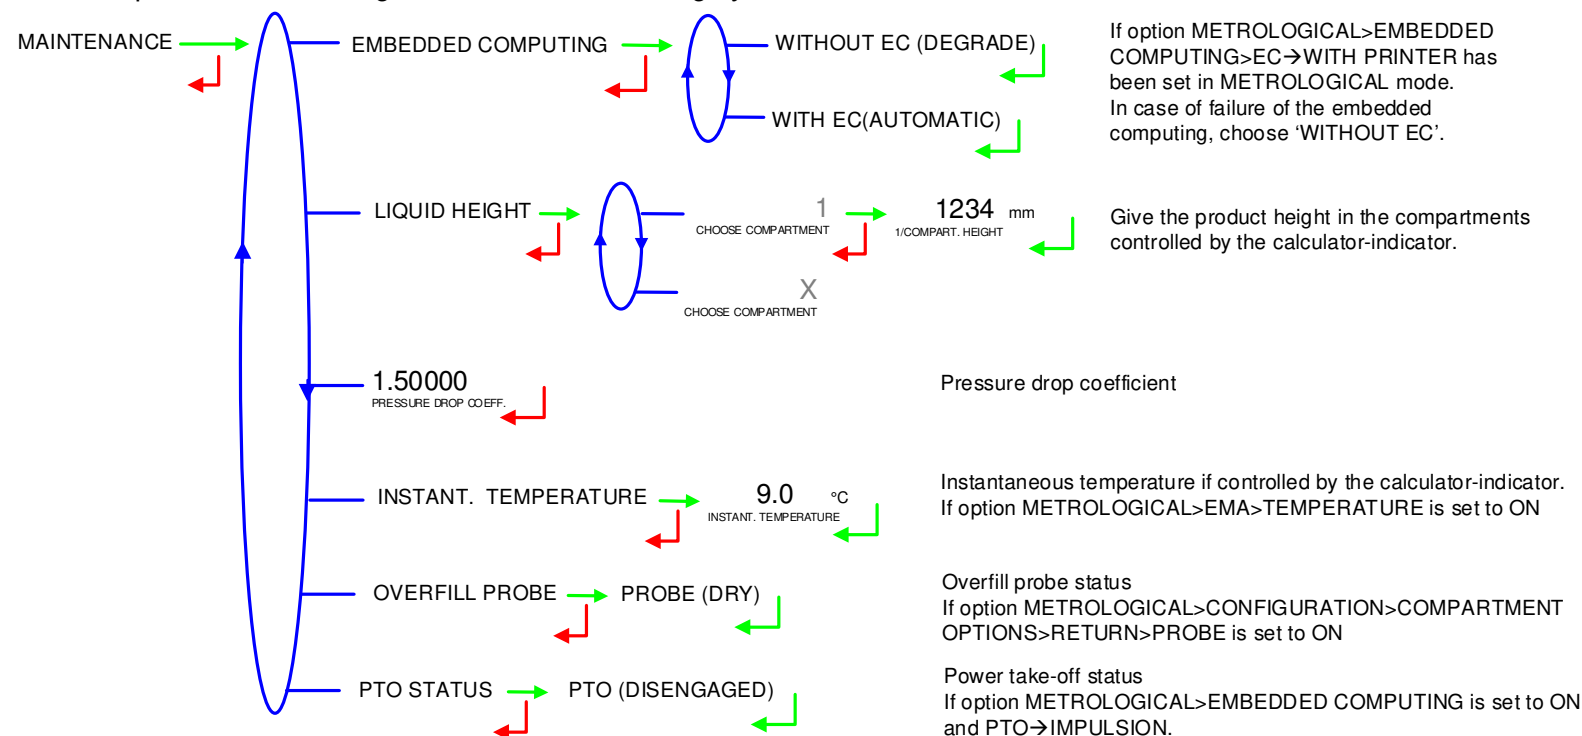 MAINTENANCE
EMBEDDED COMPUTING
WITHOUT EC (DEGRADE)
WITH EC(AUTOMATIC)
If option METROLOGICAL>EMBEDDED
COMPUTING>EC→WITH PRINTER has
been set in METROLOGICAL mode.
In case of failure of the embedded
computing, choose ‘WITHOUT EC’.
LIQUID HEIGHT
1
CHOOSE COMPARTMENT
1234 mm
1/COMPART. HEIGHT
X
CHOOSE COMPARTMENT
Give the product height in the compartments
controlled by the calculator-indicator.
1.50000
PRESSURE DROP COEFF.
Pressure drop coefficient
INSTANT. TEMPERATURE
9.0 °C
INSTANT. TEMPERATURE
Instantaneous temperature if controlled by the calculator-indicator.
If option METROLOGICAL>EMA>TEMPERATURE is set to ON
OVERFILL PROBE
PROBE (DRY)
Overfill probe status
If option METROLOGICAL>CONFIGURATION>COMPARTMENT
OPTIONS>RETURN>PROBE is set to ON
PTO STATUS
PTO (DISENGAGED)
Power take-off status
If option METROLOGICAL>EMBEDDED COMPUTING is set to ON
and PTO→IMPULSION.